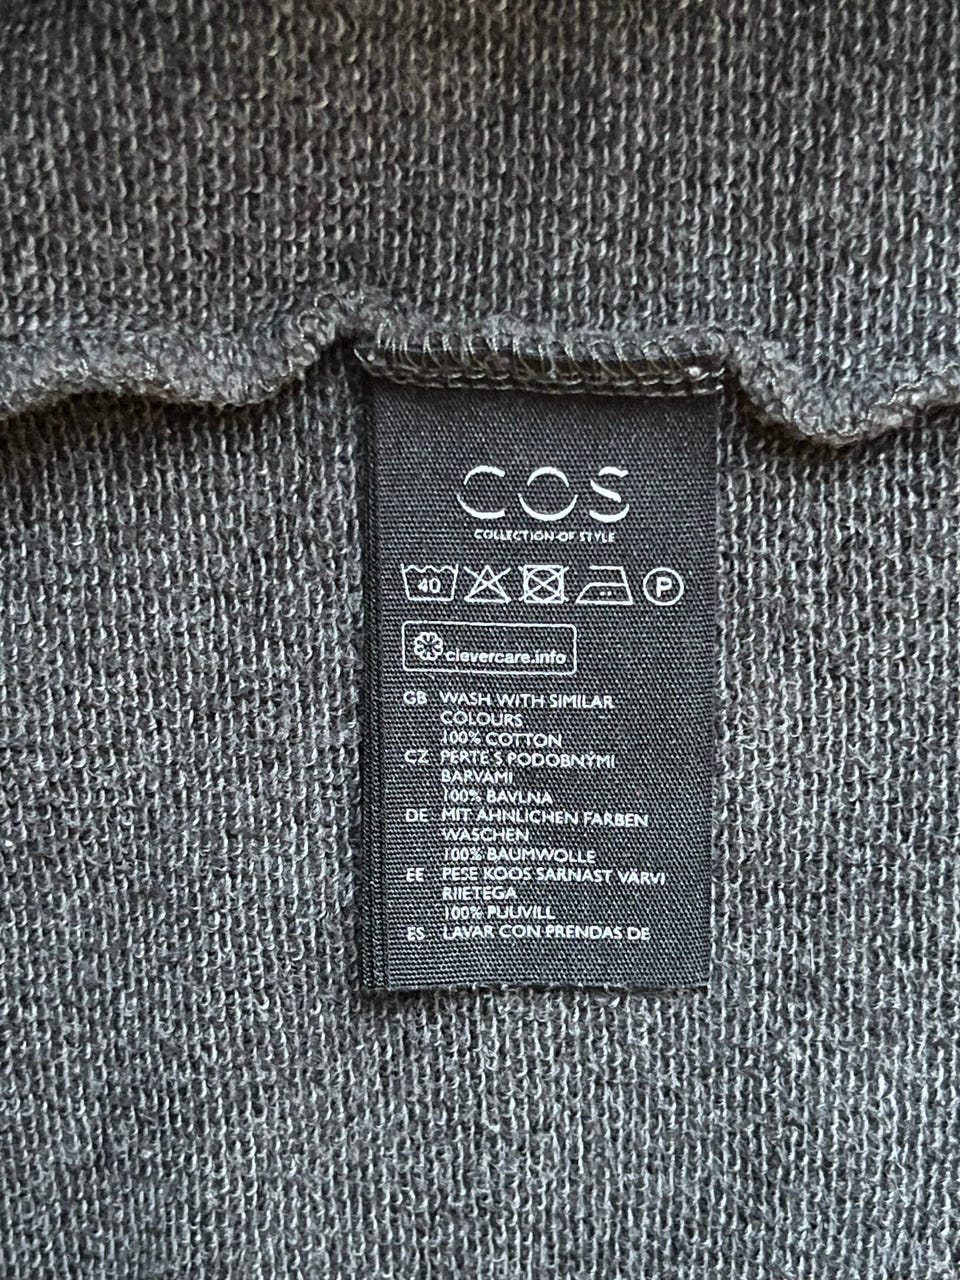 COS
COLLECTION OF STYLE
40 P
clevercare.info
GB WASH WITH SIMILAR
COLOURS
100% COTTON
CZ PERTE S PODOBNÝMI
BARVAMI
100% BAVLNA
DE MIT ÄHNLICHEN FARBEN
WASCHEN
100% BAUMWOLLE
EE PESE KOOS SARNAST VÄRVI
RIIETEGA
100% PUUVILL
ES LAVAR CON PRENDAS DE